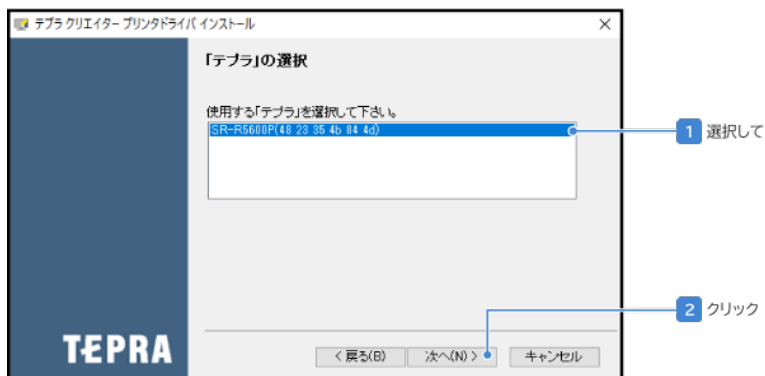 テプラ クリエイター プリンタドライバ インストール
「テプラ」の選択
使用する「テプラ」を選択して下さい。
SR-R5600P(48 23 35 4b 84 4d)
1 選択して
2 クリック
TEPRA
< 戻る(B) 次へ(N) > キャンセル